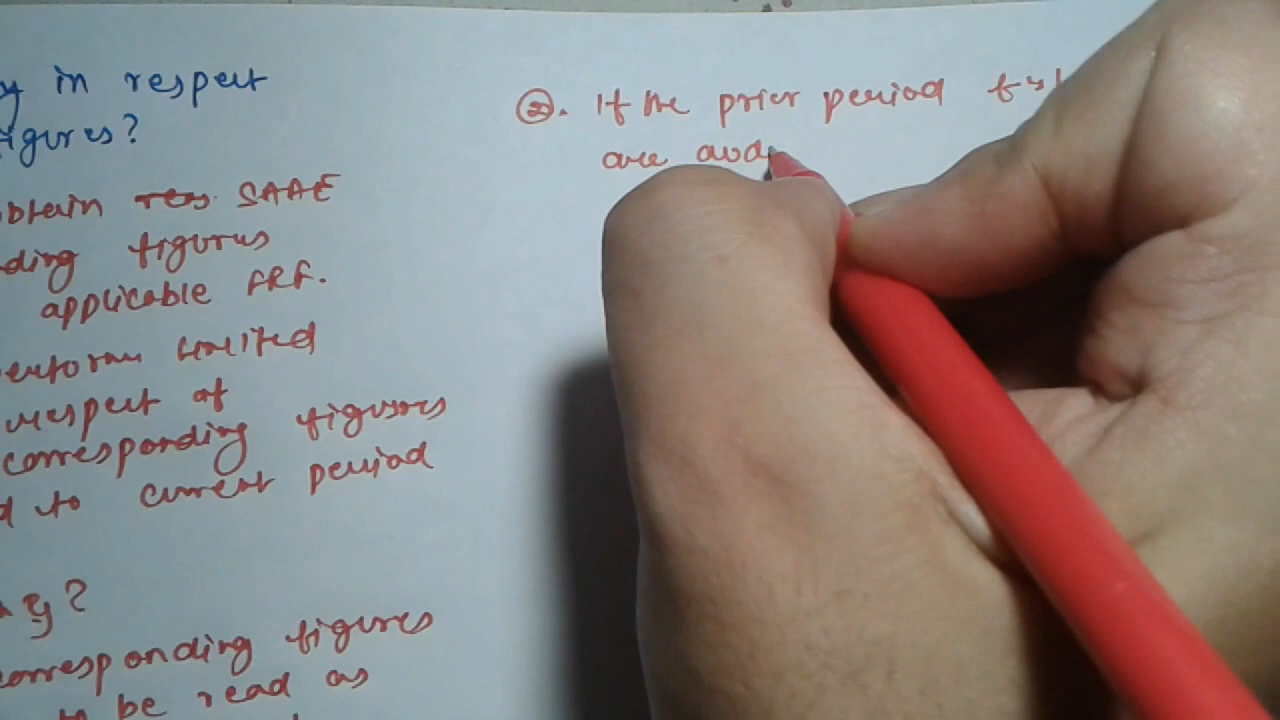 in respect
figures?
obtain SAAE
ding figures
applicable FRF.
perform limited
respect of
corresponding figures
to current period
y?
corresponding figures
be read as
②. If the prior period
are aud